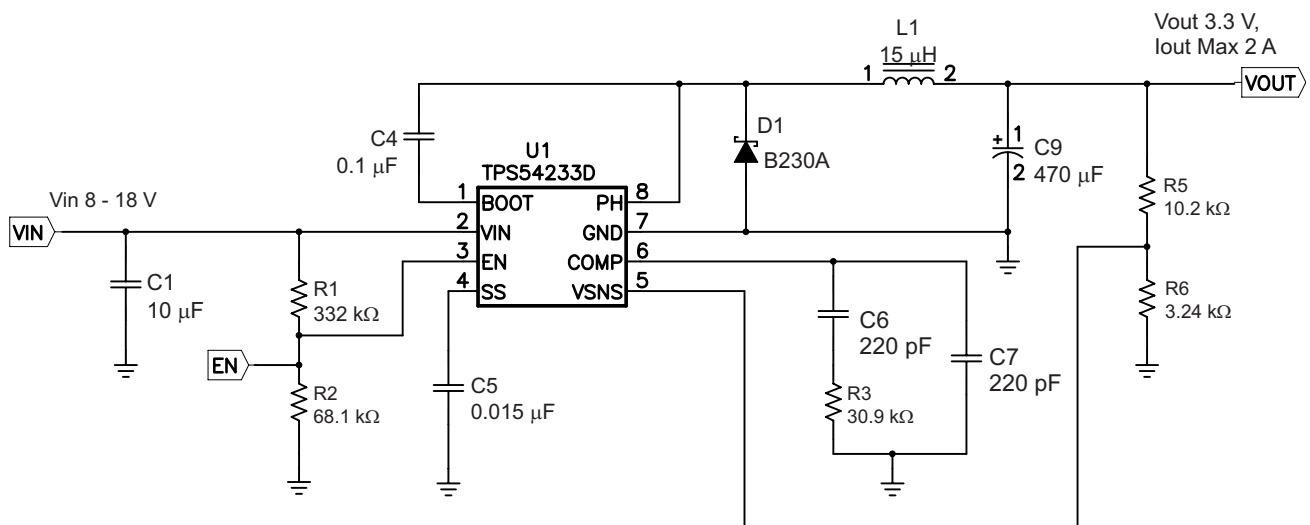 Vout 3.3 V,
Iout Max 2 A
L1
15 μH
1
2
VOUT
C4
0.1 μF
D1
B230A
+
1
2
C9
470 μF
U1
TPS54233D
R5
10.2 kΩ
Vin 8 - 18 V
VIN
1
BOOT
PH
8
2
VIN
GND
7
3
EN
COMP
6
4
SS
VSNS
5
C1
10 μF
R1
332 kΩ
R6
3.24 kΩ
C6
220 pF
C7
220 pF
EN
R2
68.1 kΩ
C5
0.015 μF
R3
30.9 kΩ